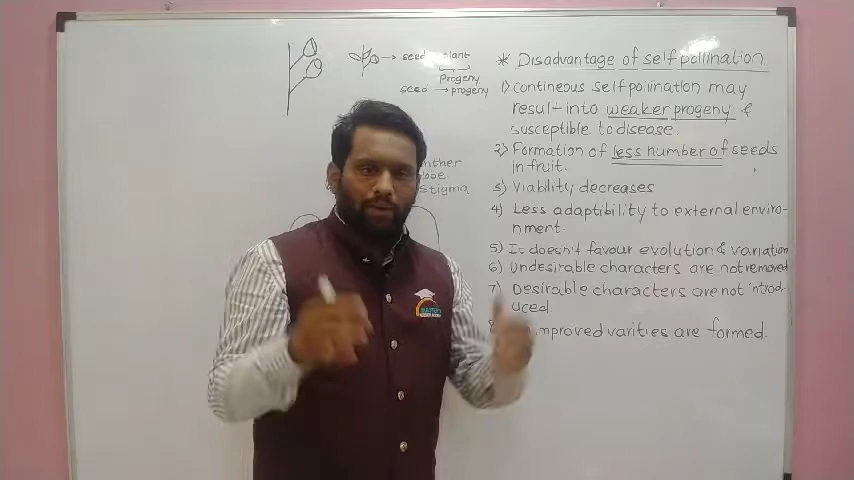 seed plant
Progeny
seed → progeny
nther
lobe
Stigma
* Disadvantage of self pollination
1) Contineous self pollination may
result into weaker progeny &
susceptible to disease
2) Formation of less number of seeds
in fruit.
3) Viability decreases
4) Less adaptibility to external enviro-
nment.
5) It doesn't favour evolution & variation
6) Undesirable characters are not removed
7) Desirable characters are not introd-
uced.
improved varities are formed.